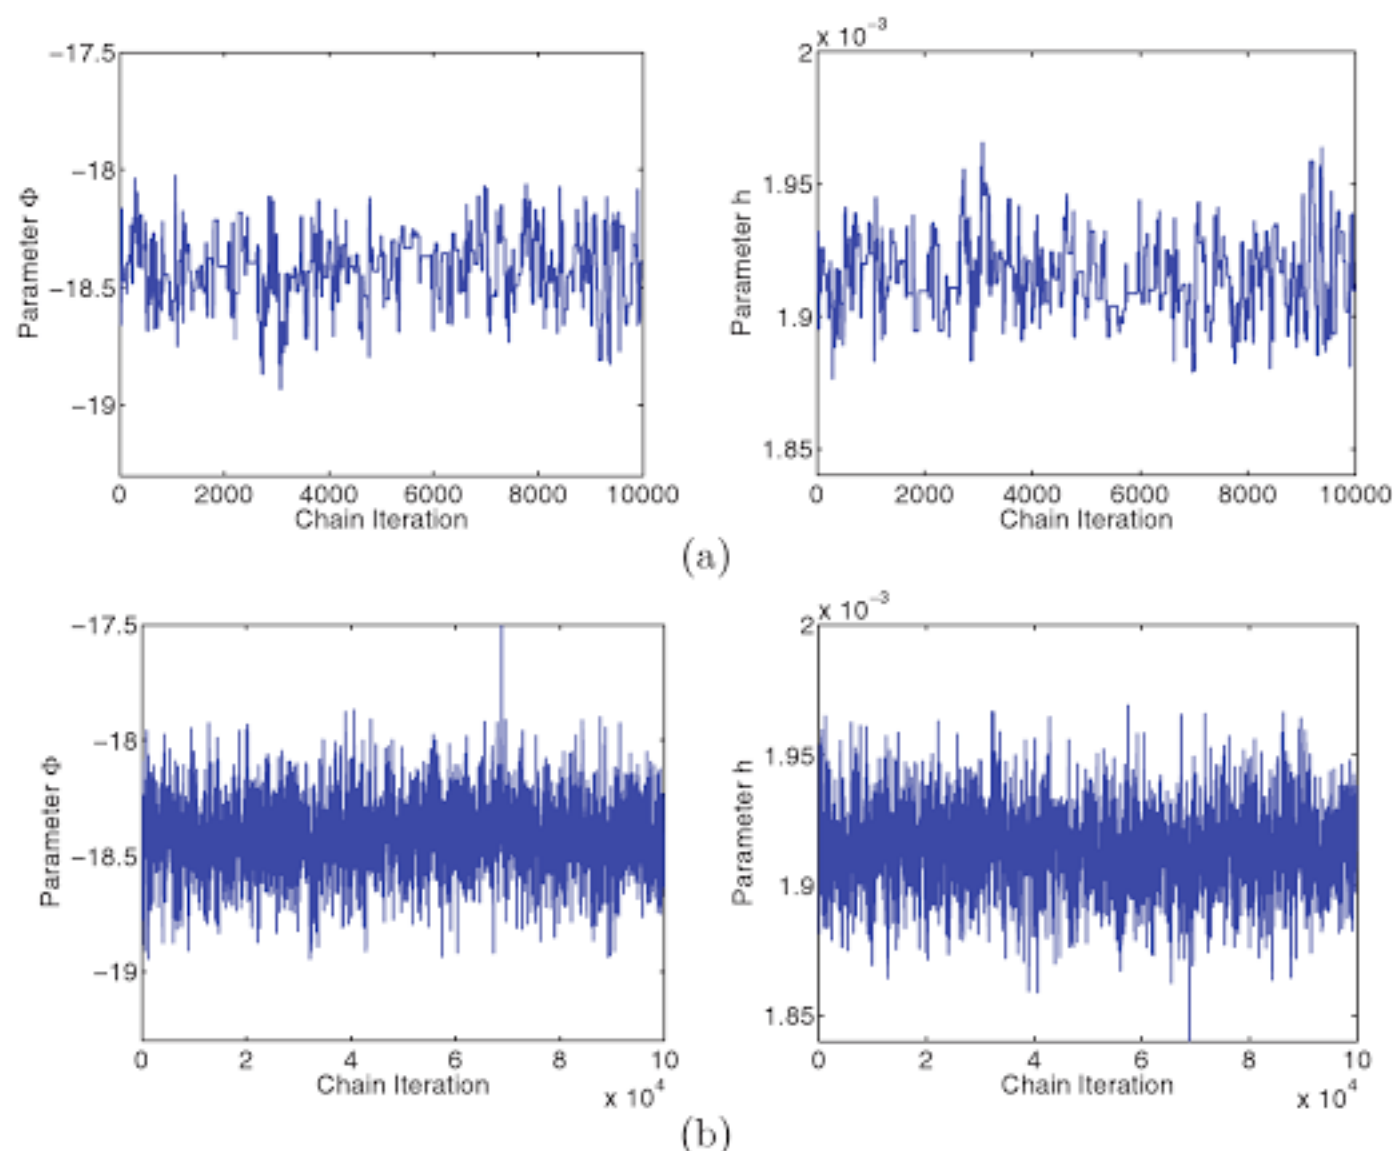 x 10⁻³
−17.5
−18
−18.5
−19
Parameter Φ
0 2000 4000 6000 8000 10000
Chain Iteration
2
1.95
1.9
1.85
Parameter h
0 2000 4000 6000 8000 10000
Chain Iteration
(a)
x 10⁻³
−17.5
−18
−18.5
−19
Parameter Φ
0 2 4 6 8 10
Chain Iteration
x 10⁴
2
1.95
1.9
1.85
Parameter h
0 2 4 6 8 10
Chain Iteration
x 10⁴
(b)